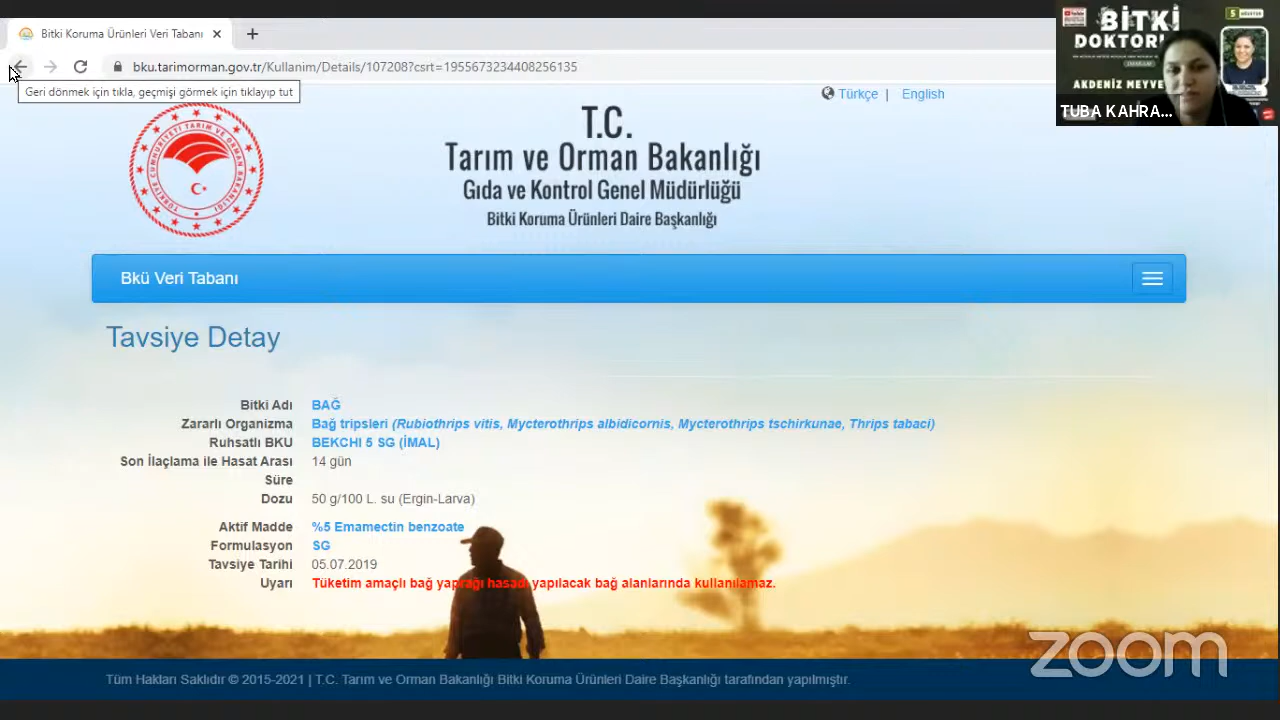 Bitki Koruma Ürünleri Veri Tabanı
bku.tarimorman.gov.tr/Kullanim/Details/10720?csrt=1555673234408256135
Geri dönmek için tıkla, geçmişi görmek için tıklayıp tut
BİTKİ
DOKTOR
AKDENİZ MEYVE
TUBA KAHRA...
Türkçe | English
T.C.
Tarım ve Orman Bakanlığı
Gıda ve Kontrol Genel Müdürlüğü
Bitki Koruma Ürünleri Daire Başkanlığı
Bkü Veri Tabanı
Tavsiye Detay
Bitki Adı BAĞ
Zararlı Organizma Bağ tripsleri (Rubiothrips vitis, Mycterothrips albidicornis, Mycterothrips tschirkunae, Thrips tabaci)
Ruhsatlı BKU BEKCHI 5 SG (İMAL)
Son İlaçlama ile Hasat Arası 14 gün
Süre
Dozu 50 g/100 L. su (Ergin-Larva)
Aktif Madde %5 Emamectin benzoate
Formulasyon SG
Tavsiye Tarihi 05.07.2019
Uyarı Tüketim amaçlı bağ yaprağı hasadı yapılacak bağ alanlarında kullanılamaz.
zoom
Tüm Hakları Saklıdır © 2015-2021 | T.C. Tarım ve Orman Bakanlığı Bitki Koruma Ürünleri Daire Başkanlığı tarafından yapılmıştır.